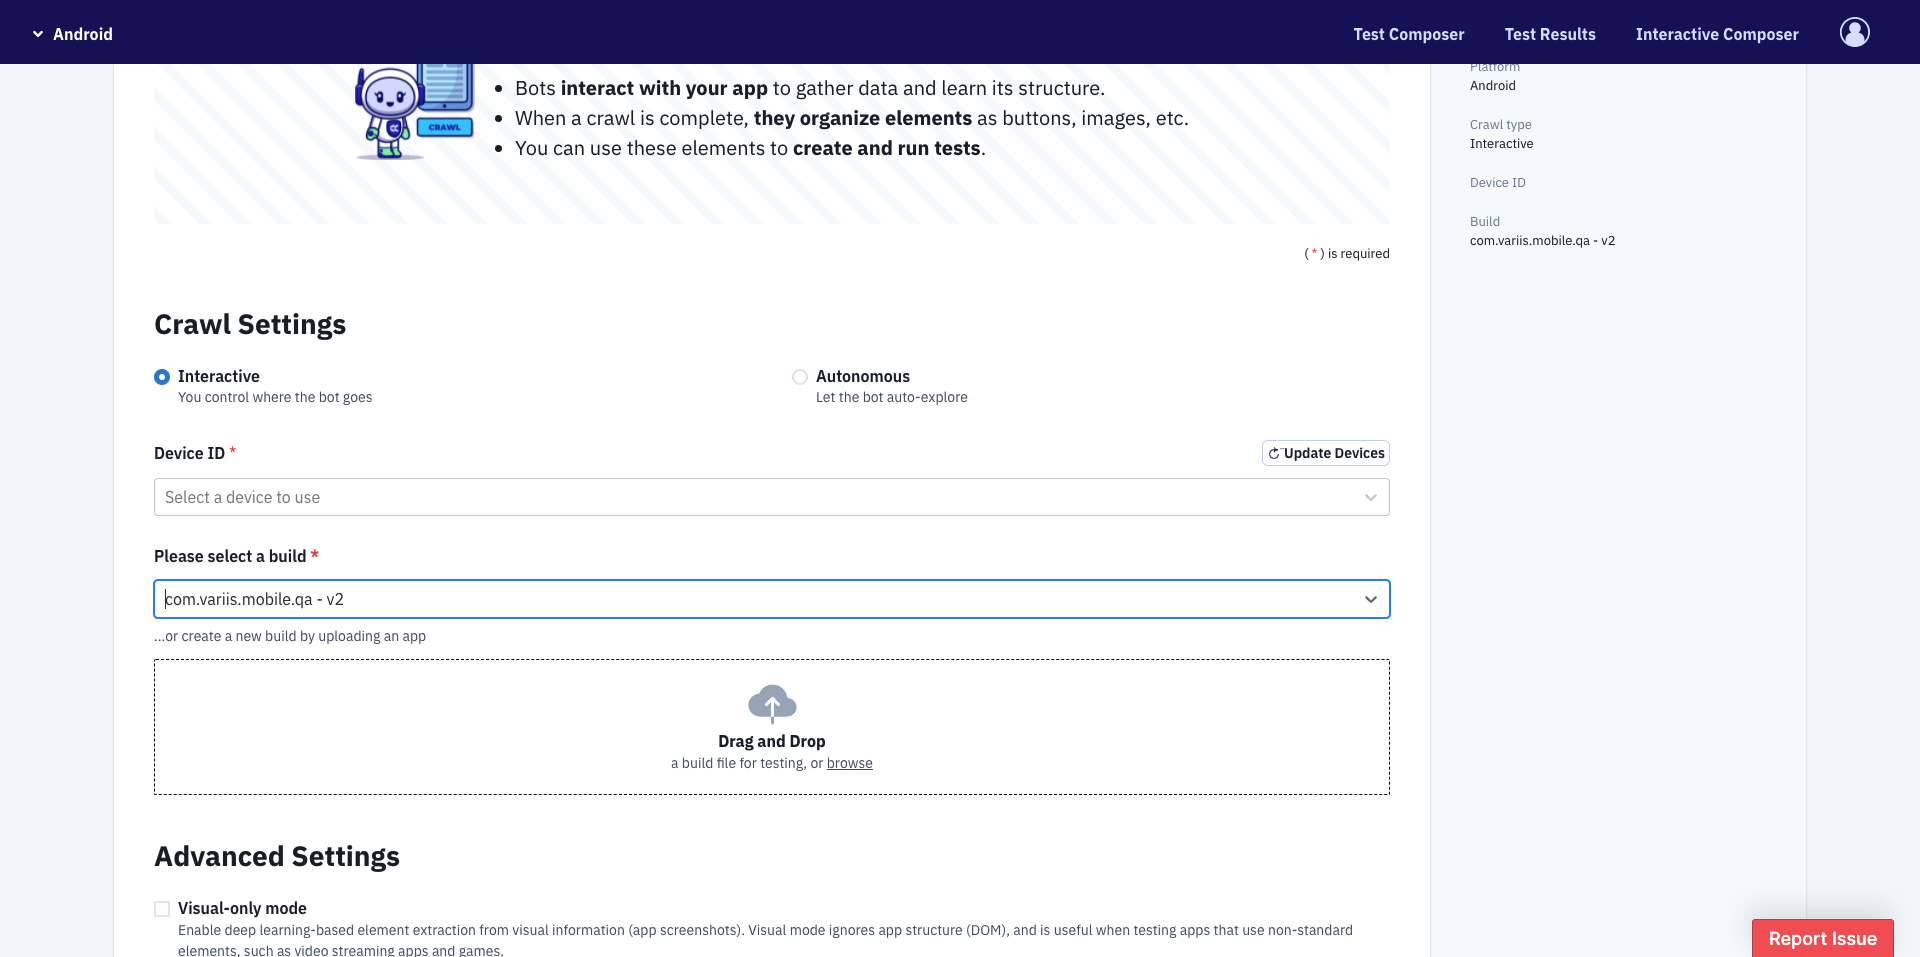 Android
Test Composer
Test Results
Interactive Composer
CRAWL
• Bots interact with your app to gather data and learn its structure.
• When a crawl is complete, they organize elements as buttons, images, etc.
• You can use these elements to create and run tests.
Platform
Android
Crawl type
Interactive
Device ID
Build
com.variis.mobile.qa - v2
( * ) is required
Crawl Settings
Interactive
You control where the bot goes
Autonomous
Let the bot auto-explore
Device ID *
Update Devices
Select a device to use
Please select a build *
com.variis.mobile.qa - v2
...or create a new build by uploading an app
Drag and Drop
a build file for testing, or browse
Advanced Settings
Visual-only mode
Enable deep learning-based element extraction from visual information (app screenshots). Visual mode ignores app structure (DOM), and is useful when testing apps that use non-standard
elements, such as video streaming apps and games.
Report Issue